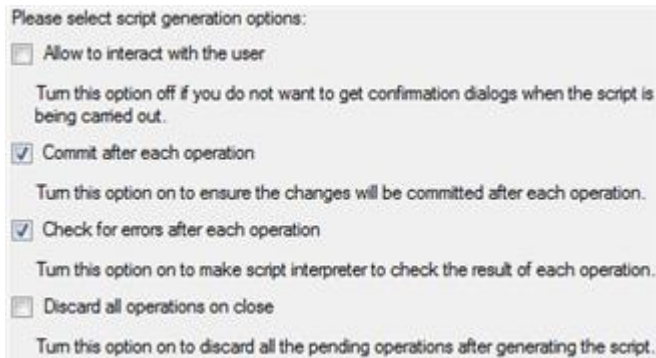 Please select script generation options:
Allow to interact with the user
Turn this option off if you do not want to get confirmation dialogs when the script is
being carried out.
Commit after each operation
Turn this option on to ensure the changes will be committed after each operation.
Check for errors after each operation
Turn this option on to make script interpreter to check the result of each operation.
Discard all operations on close
Turn this option on to discard all the pending operations after generating the script.